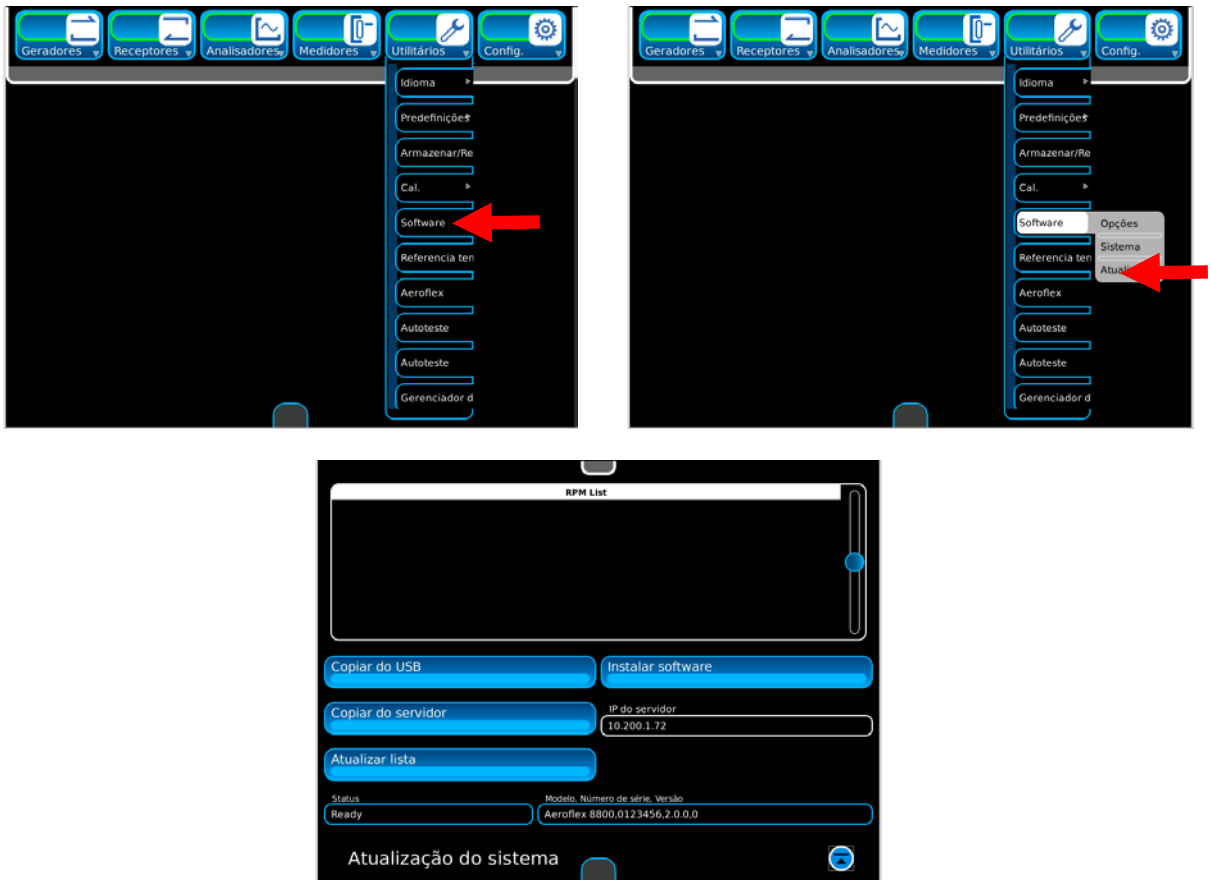 Geradores Receptores Analisadores Medidores Utilitários Config.
Idioma
Predefinições
Armazenar/Re
Cal.
Software
Referencia ten
Aeroflex
Autoteste
Autoteste
Gerenciador d
Geradores Receptores Analisadores Medidores Utilitários Config.
Idioma
Predefinições
Armazenar/Re
Cal.
Software
Opções
Sistema
Referencia ten
Aeroflex
Autoteste
Autoteste
Gerenciador d
RPM List
Copiar do USB
Instalar software
Copiar do servidor
IP do servidor
10.200.1.72
Atualizar lista
Status
Ready
Modelo, Número de série, Versão
Aeroflex 8800,0123456,2.0.0,0
Atualização do sistema